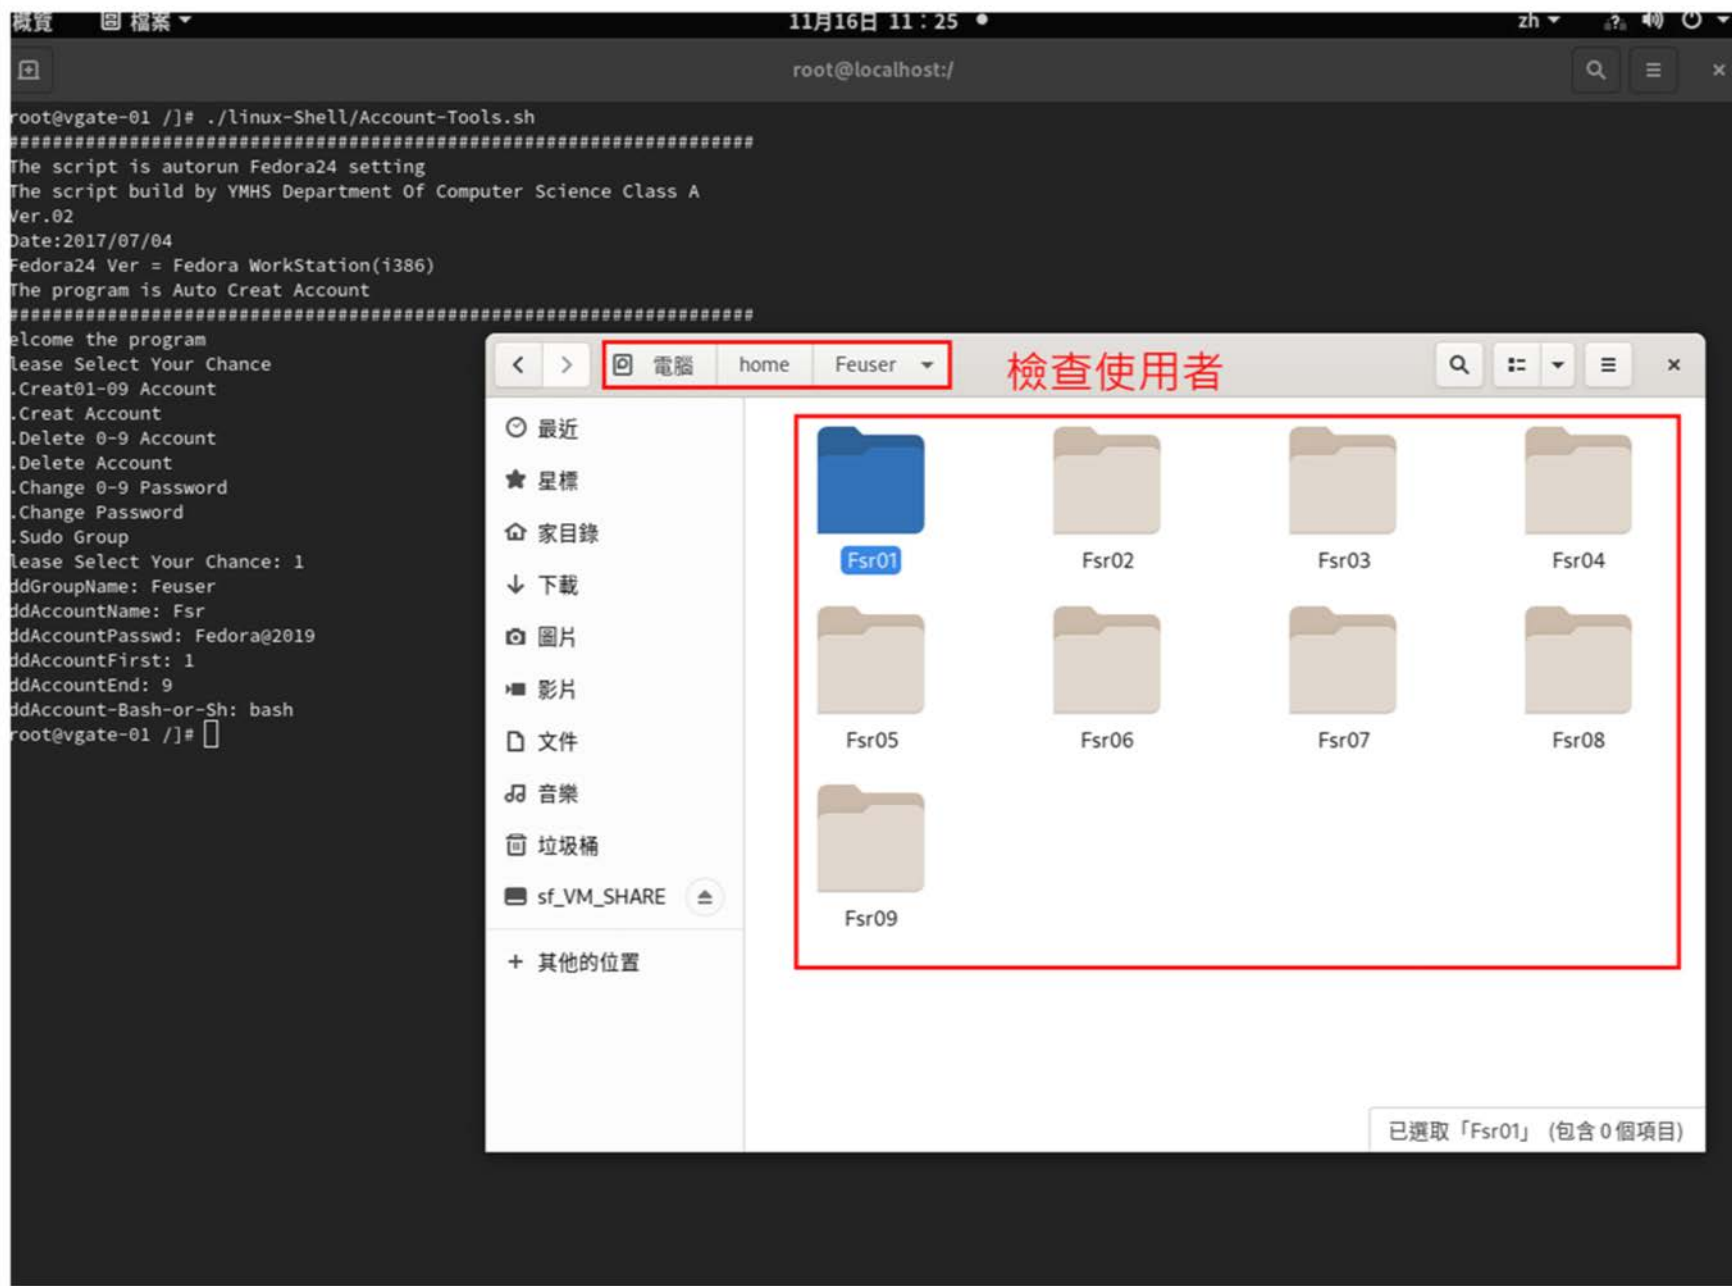 概覽 檔案 11月16日 11：25 zh
root@localhost:/
root@vgate-01 /]# ./linux-Shell/Account-Tools.sh
####################################################################
The script is autorun Fedora24 setting
The script build by YMHS Department Of Computer Science Class A
Ver.02
Date:2017/07/04
Fedora24 Ver = Fedora WorkStation(i386)
The program is Auto Creat Account
####################################################################
elcome the program
lease Select Your Chance
.Creat01-09 Account
.Creat Account
.Delete 0-9 Account
.Delete Account
.Change 0-9 Password
.Change Password
.Sudo Group
lease Select Your Chance: 1
ddGroupName: Feuser
ddAccountName: Fsr
ddAccountPasswd: Fedora@2019
ddAccountFirst: 1
ddAccountEnd: 9
ddAccount-Bash-or-Sh: bash
root@vgate-01 /]#
電腦 home Feuser 檢查使用者
最近
星標
家目錄
下載
圖片
影片
文件
音樂
垃圾桶
sf_VM_SHARE
+ 其他的位置
Fsr01 Fsr02 Fsr03 Fsr04
Fsr05 Fsr06 Fsr07 Fsr08
Fsr09
已選取「Fsr01」 (包含 0 個項目)